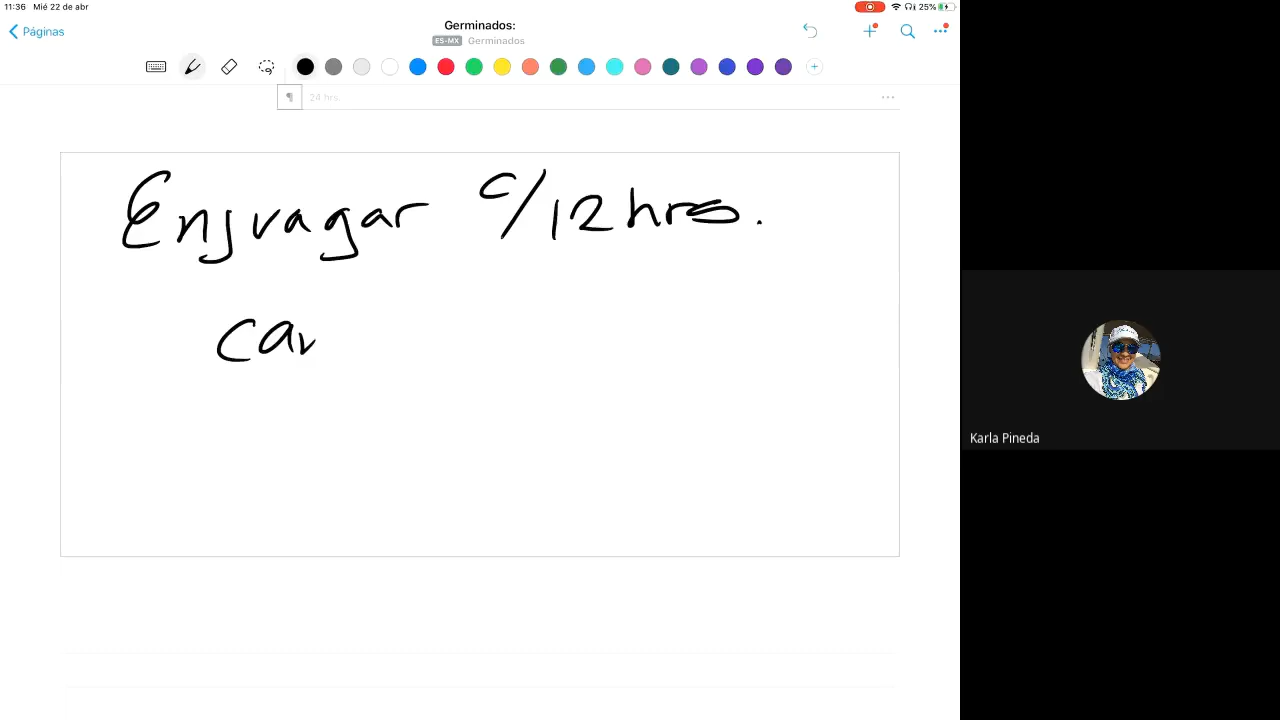 11:36 Mié 22 de abr 25%
Páginas
Germinados:
ES-MX Germinados
¶ 24 hrs.
Enjuagar c/12 hrs.
Karla Pineda